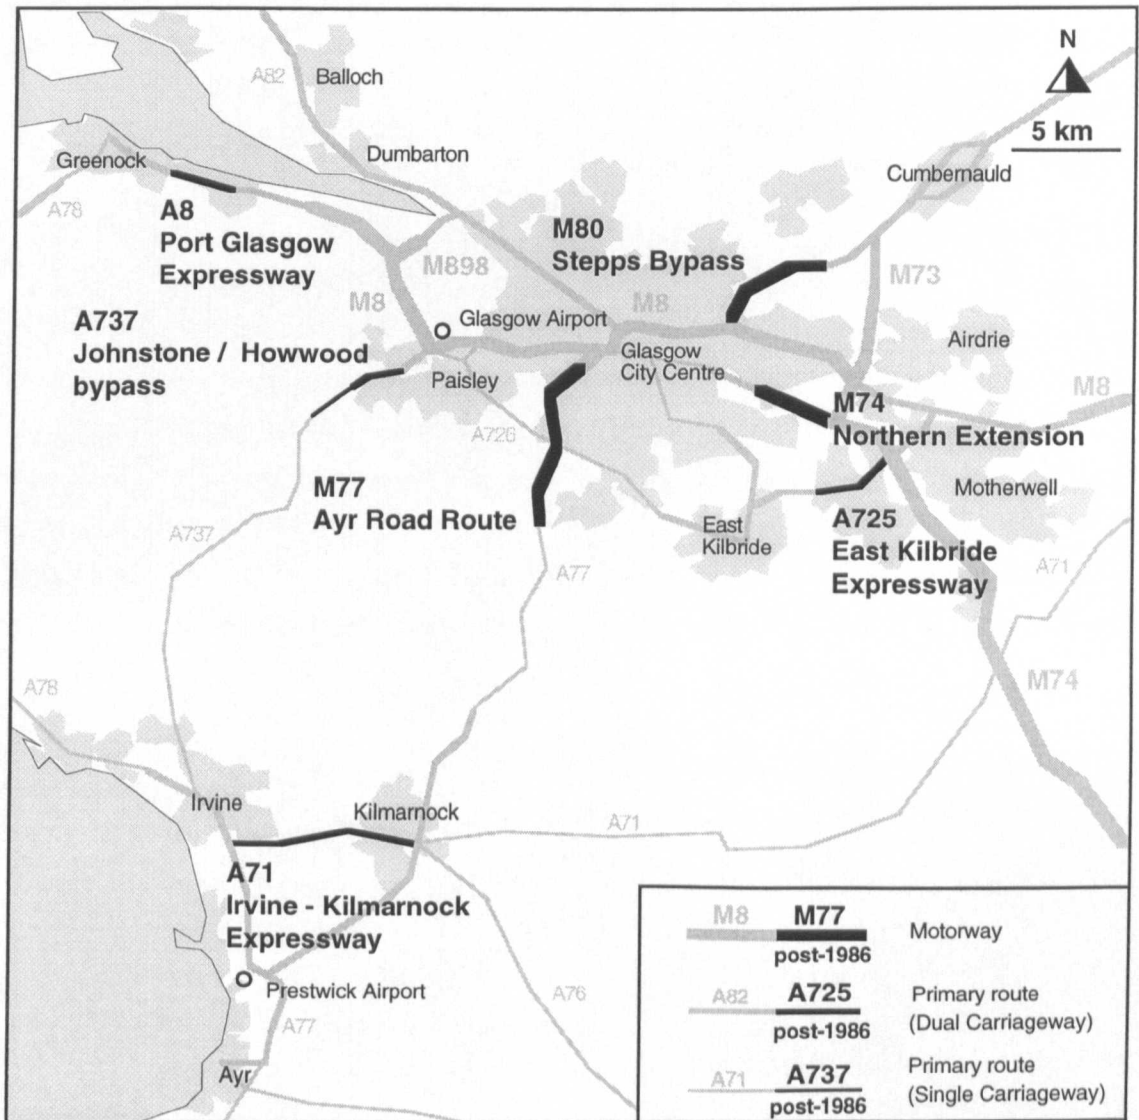 N
5 km
A82
Balloch
Greenock
Dumbarton
Cumbernauld
A78
A8
Port Glasgow
Expressway
M80
Stepps Bypass
M898
M73
M8
M8
Glasgow Airport
A737
Johnstone / Howwood
bypass
Airdrie
Glasgow
City Centre
Paisley
M8
M74
Northern Extension
A726
M77
Ayr Road Route
Motherwell
A725
East Kilbride
Expressway
East
Kilbride
A737
A77
A71
A78
M74
Irvine
Kilmarnock
A71
A71
Irvine - Kilmarnock
Expressway
Prestwick Airport
A76
A77
Ayr
M8
M77
Motorway
post-1986
A82
A725
Primary route
(Dual Carriageway)
post-1986
A71
A737
Primary route
(Single Carriageway)
post-1986